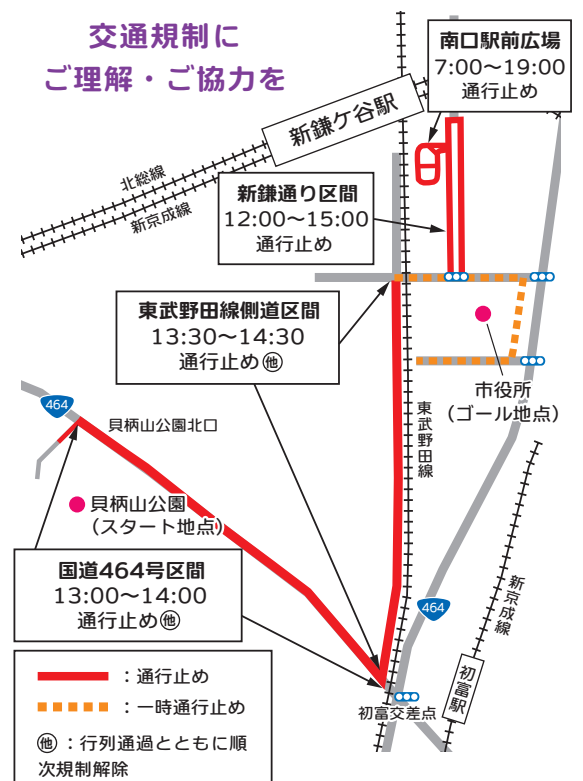 交通規制に
ご理解・ご協力を
南口駅前広場
7:00〜19:00
通行止め
新鎌ケ谷駅
北総線
新京成線
新鎌通り区間
12:00〜15:00
通行止め
東武野田線側道区間
13:30〜14:30
通行止め㊀他
市役所
(ゴール地点)
464
貝柄山公園北口
東武野田線
貝柄山公園
(スタート地点)
国道464号区間
13:00〜14:00
通行止め他
464
新京成線
初富駅
初富交差点
:通行止め
:一時通行止め
他:行列通過とともに順
次規制解除